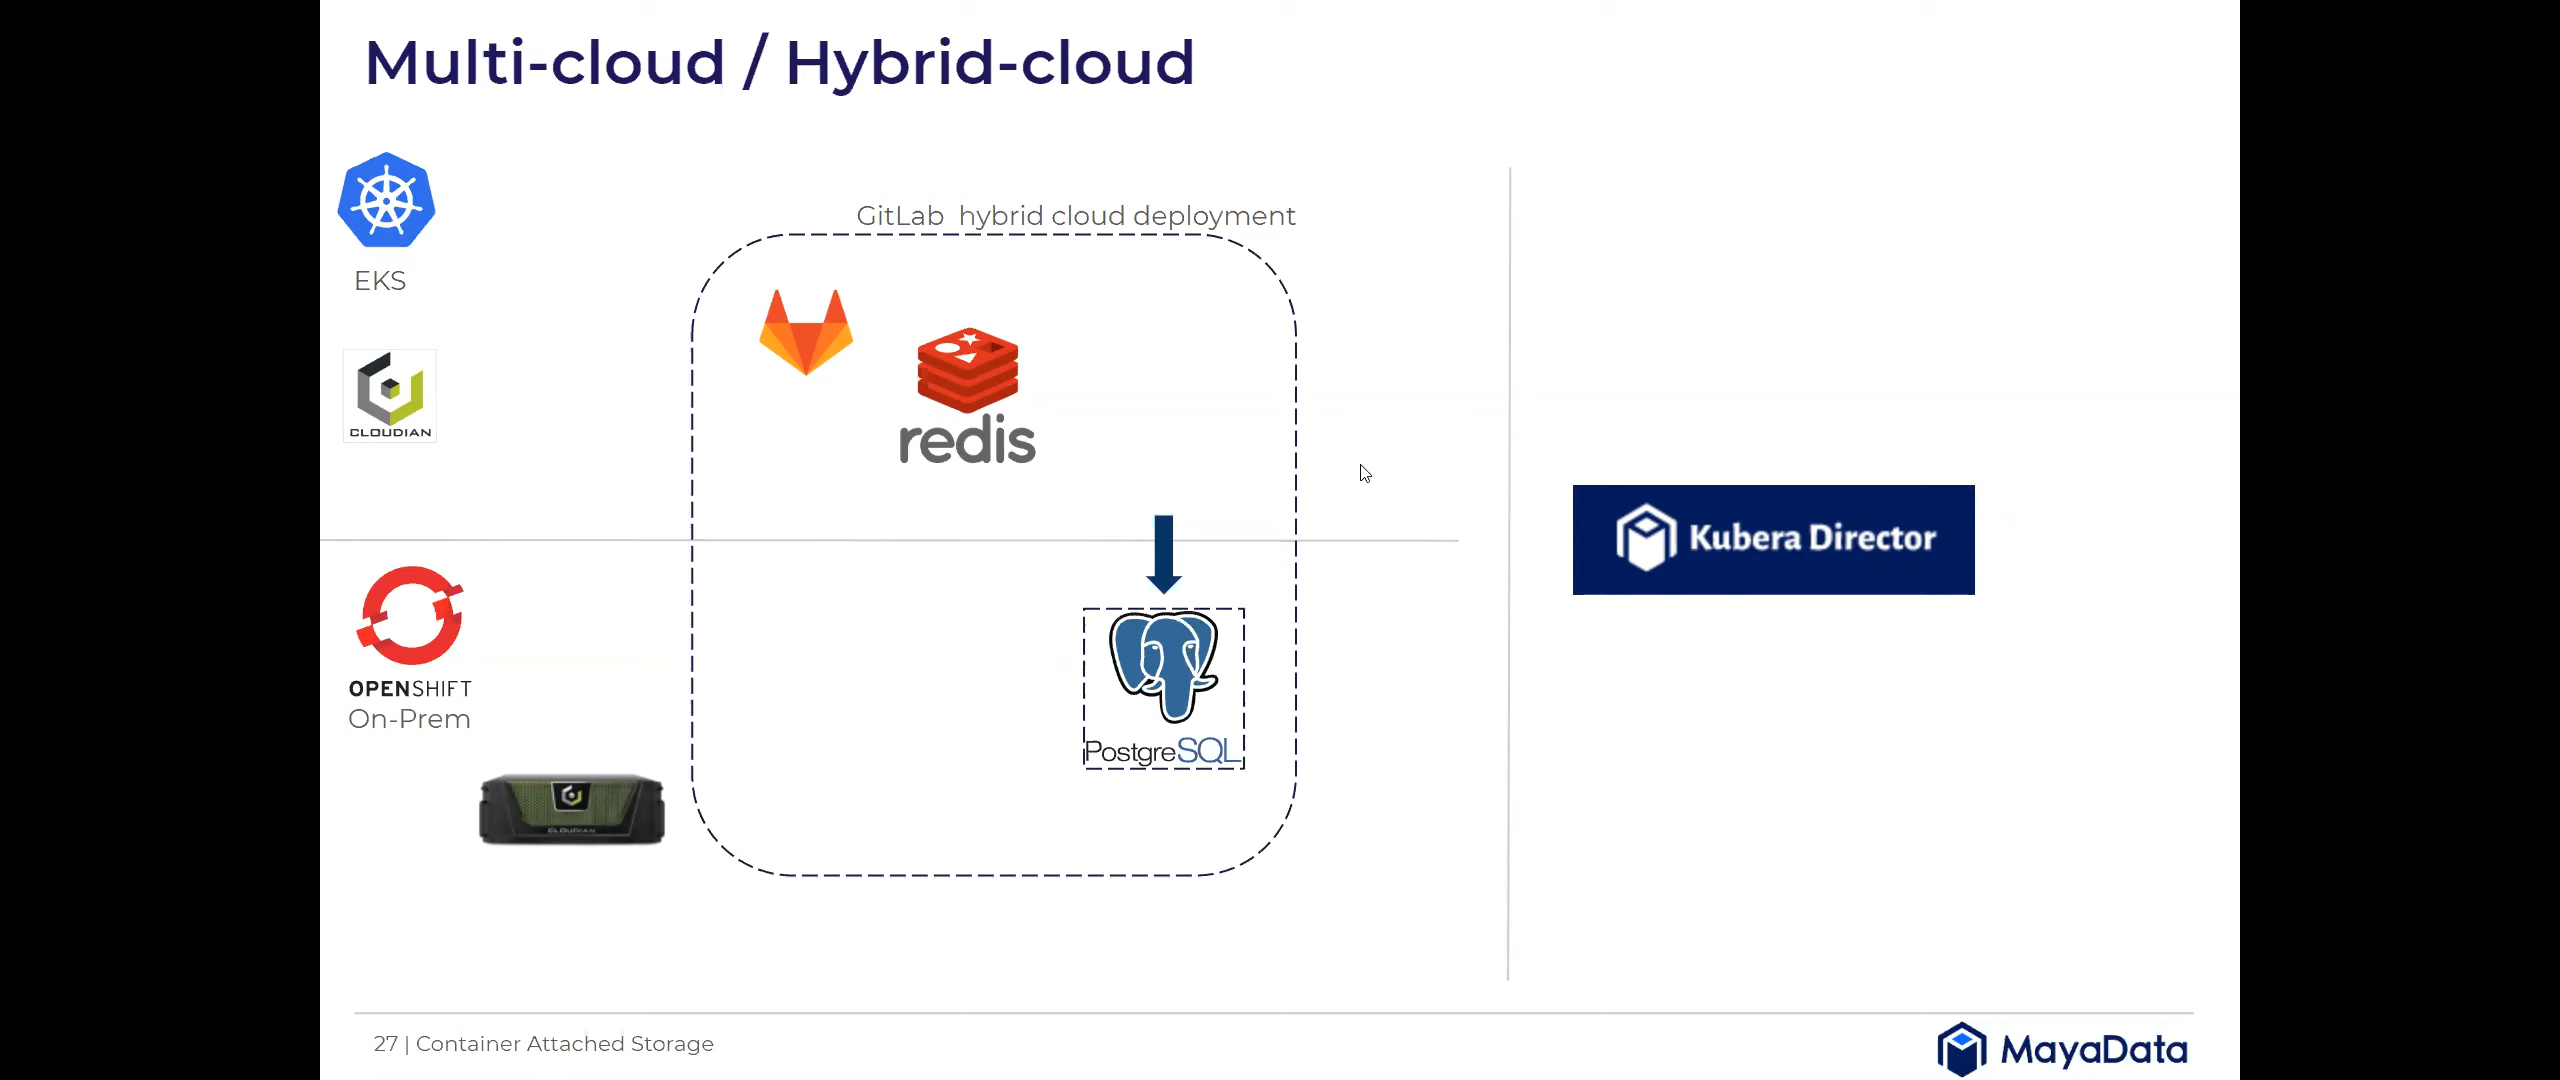 Multi-cloud / Hybrid-cloud
EKS
CLOUDIAN
GitLab hybrid cloud deployment
redis
OPENSHIFT
On-Prem
CLOUDIAN
PostgreSQL
Kubera Director
27 | Container Attached Storage
MayaData